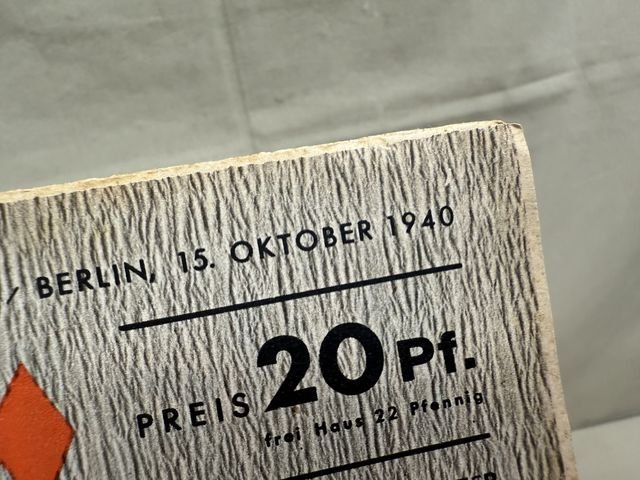 / BERLIN, 15. OKTOBER 1940
PREIS 20 Pf.
frei Haus 22 Pfennig